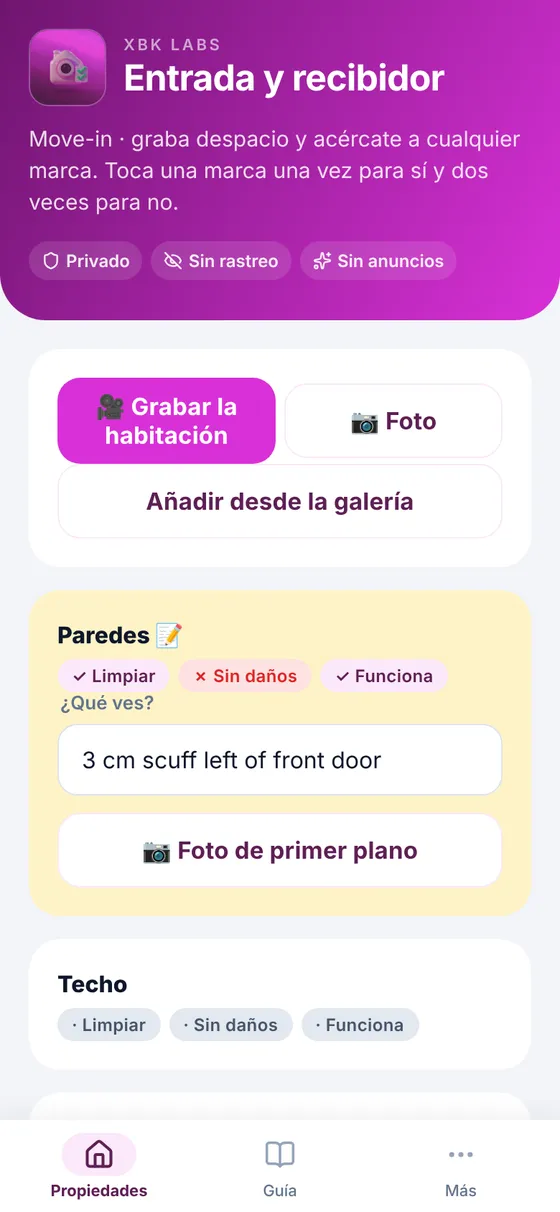 XBK LABS
Entrada y recibidor
Move-in · graba despacio y acércate a cualquier
marca. Toca una marca una vez para sí y dos
veces para no.
Privado
Sin rastreo
Sin anuncios
🎥 Grabar la
habitación
📷 Foto
Añadir desde la galería
Paredes 📝
✓ Limpiar
× Sin daños
✓ Funciona
¿Qué ves?
3 cm scuff left of front door
📷 Foto de primer plano
Techo
· Limpiar
· Sin daños
· Funciona
Propiedades
Guía
Más